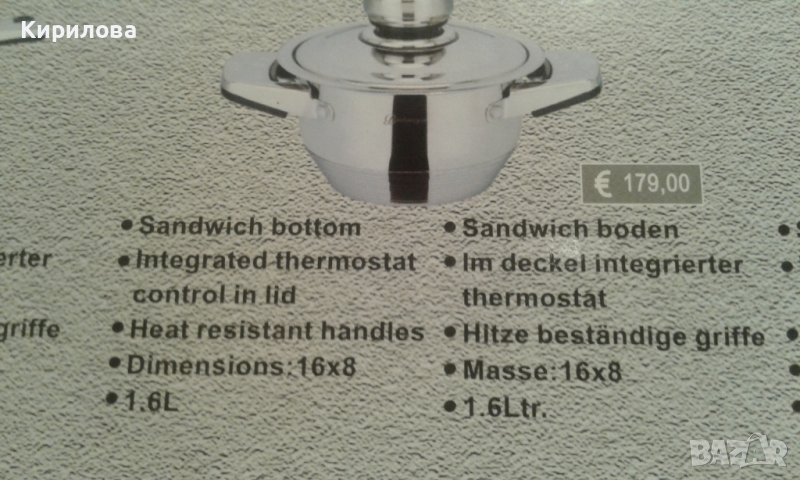 Кирилова
€ 179,00
erter
griffe
• Sandwich bottom
• Integrated thermostat
control in lid
• Heat resistant handles
• Dimensions:16x8
• 1.6L
• Sandwich boden
• Im deckel integrierter
thermostat
• Hitze beständige griffe
• Masse:16x8
• 1.6Ltr.
BAZAR